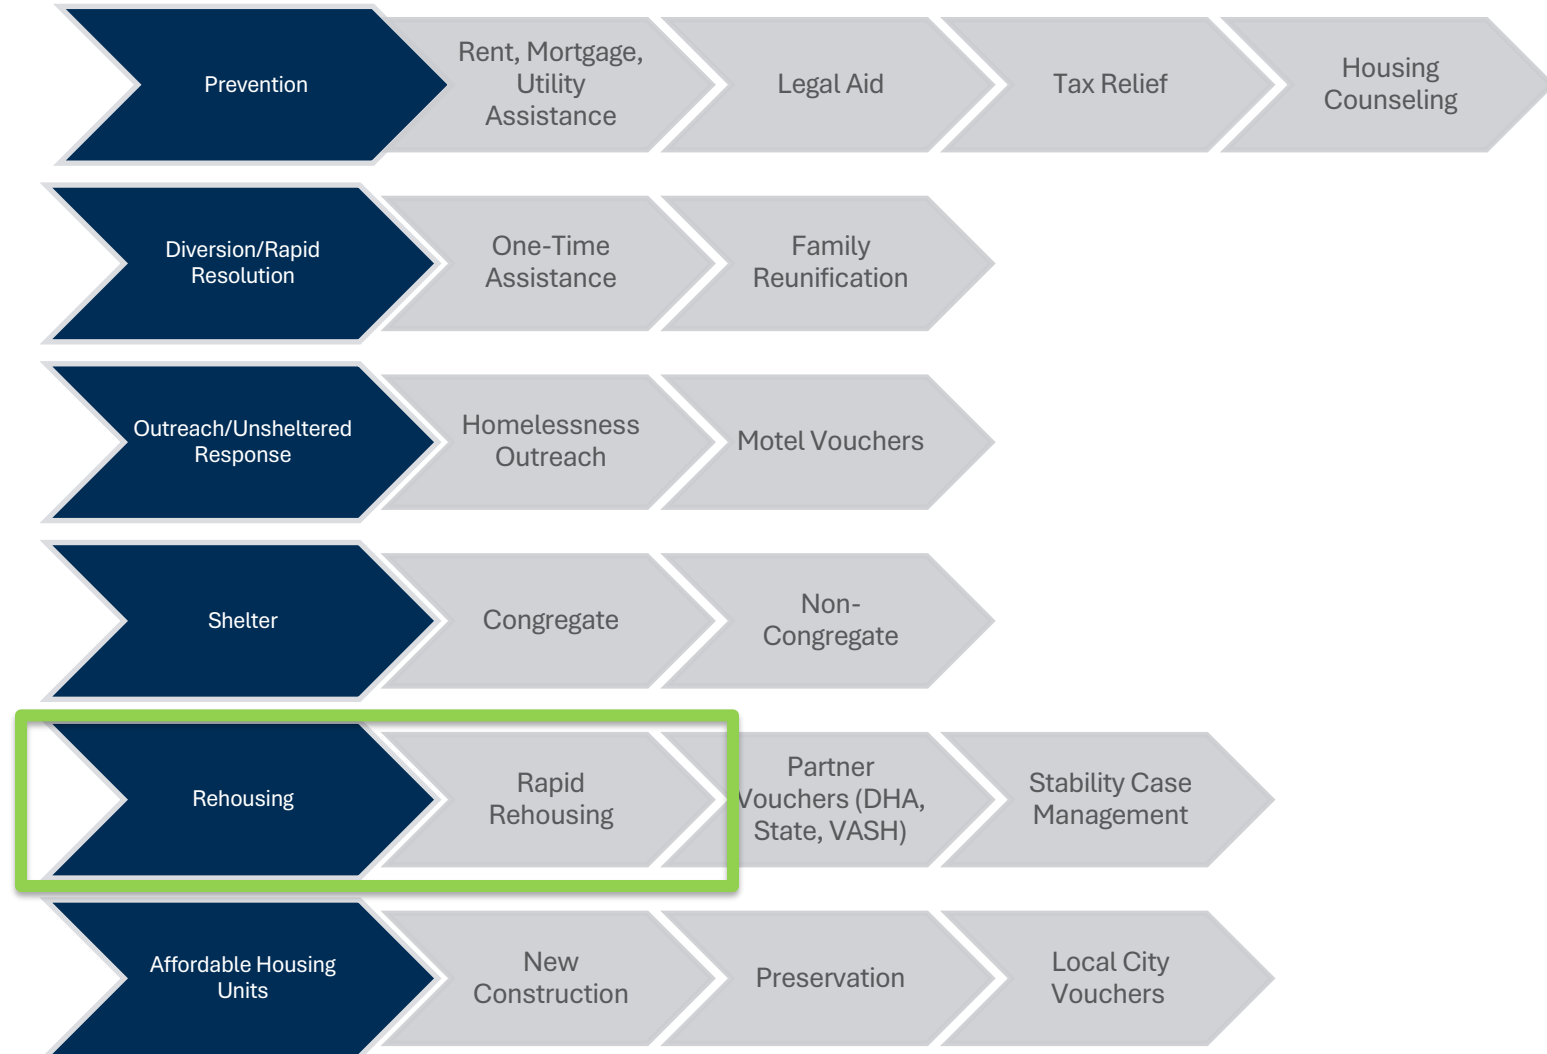 Prevention
Rent, Mortgage,
Utility
Assistance
Legal Aid
Tax Relief
Housing
Counseling
Diversion/Rapid
Resolution
One-Time
Assistance
Family
Reunification
Outreach/Unsheltered
Response
Homelessness
Outreach
Motel Vouchers
Shelter
Congregate
Non-
Congregate
Rehousing
Rapid
Rehousing
Partner
Vouchers (DHA,
State, VASH)
Stability Case
Management
Affordable Housing
Units
New
Construction
Preservation
Local City
Vouchers